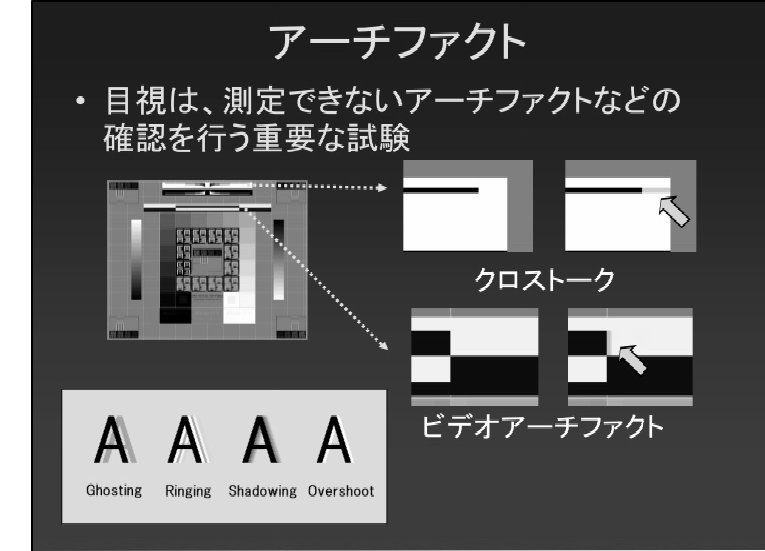 アーチファクト
• 目視は、測定できないアーチファクトなどの
確認を行う重要な試験
クロストーク
ビデオアーチファクト
A A A A
Ghosting Ringing Shadowing Overshoot